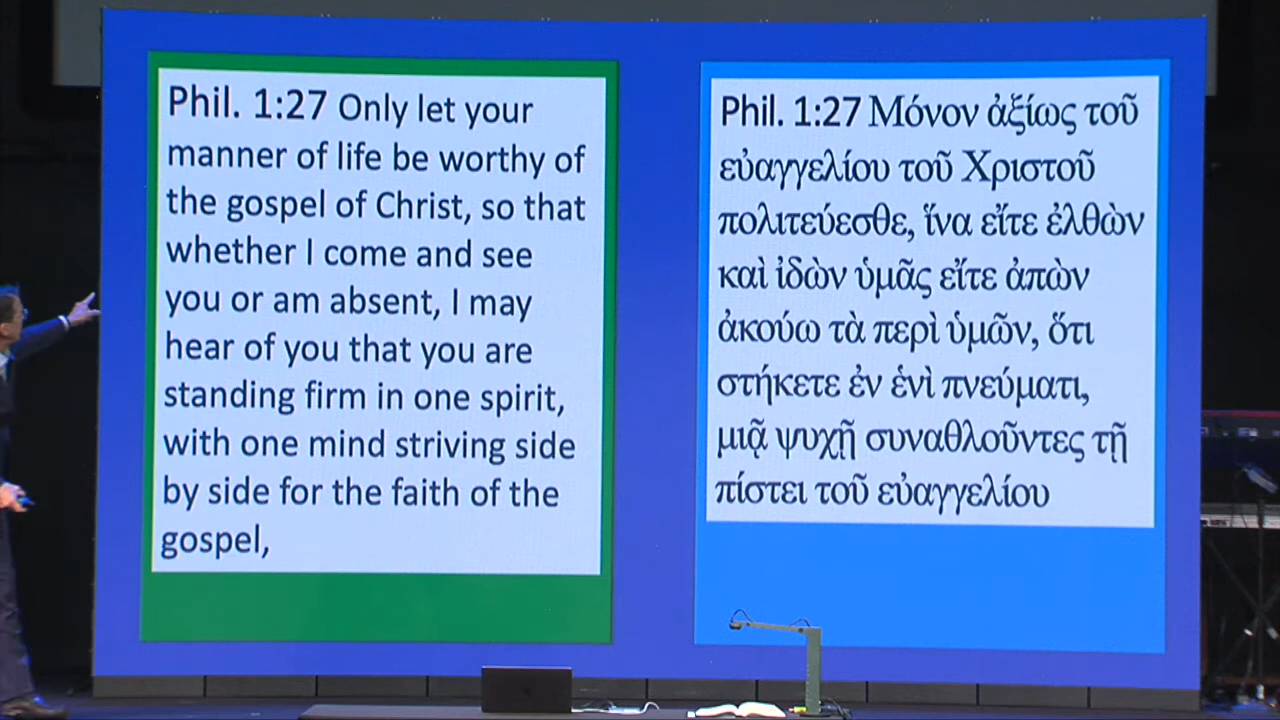 Phil. 1:27 Only let your
manner of life be worthy of
the gospel of Christ, so that
whether I come and see
you or am absent, I may
hear of you that you are
standing firm in one spirit,
with one mind striving side
by side for the faith of the
gospel,
Phil. 1:27 Μόνον ἀξίως τοῦ
εὐαγγελίου τοῦ Χριστοῦ
πολιτεύεσθε, ἵνα εἴτε ἐλθὼν
καὶ ἰδὼν ὑμᾶς εἴτε ἀπὼν
ἀκούω τὰ περὶ ὑμῶν, ὅτι
στήκετε ἐν ἑνὶ πνεύματι,
μιᾷ ψυχῇ συναθλοῦντες τῇ
πίστει τοῦ εὐαγγελίου